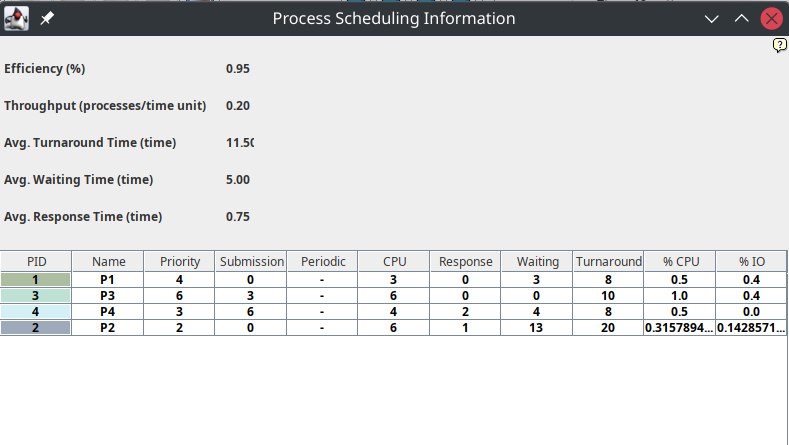 Process Scheduling Information
?
Efficiency (%) 0.95
Throughput (processes/time unit) 0.20
Avg. Turnaround Time (time) 11.50
Avg. Waiting Time (time) 5.00
Avg. Response Time (time) 0.75
PID Name Priority Submission Periodic CPU Response Waiting Turnaround % CPU % IO
1 P1 4 0 - 3 0 3 8 0.5 0.4
3 P3 6 3 - 6 0 0 10 1.0 0.4
4 P4 3 6 - 4 2 4 8 0.5 0.0
2 P2 2 0 - 6 1 13 20 0.3157894... 0.1428571...